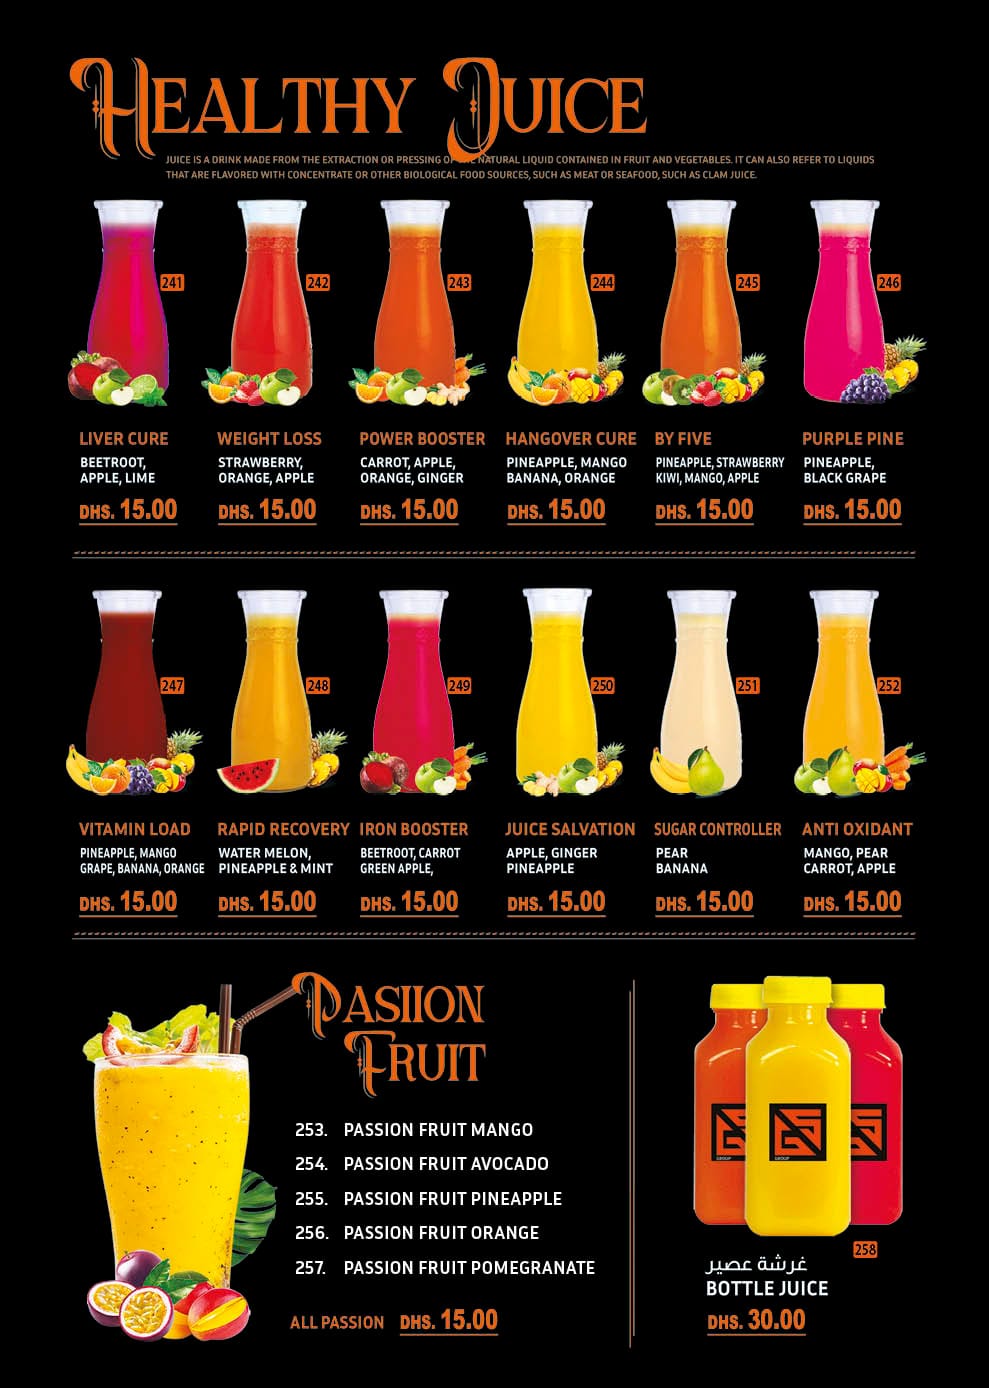 HEALTHY JUICE
JUICE IS A DRINK MADE FROM THE EXTRACTION OR PRESSING OF THE NATURAL LIQUID CONTAINED IN FRUIT AND VEGETABLES. IT CAN ALSO REFER TO LIQUIDS
THAT ARE FLAVORED WITH CONCENTRATE OR OTHER BIOLOGICAL FOOD SOURCES, SUCH AS MEAT OR SEAFOOD, SUCH AS CLAM JUICE.
241
LIVER CURE
BEETROOT,
APPLE, LIME
DHS. 15.00
242
WEIGHT LOSS
STRAWBERRY,
ORANGE, APPLE
DHS. 15.00
243
POWER BOOSTER
CARROT, APPLE,
ORANGE, GINGER
DHS. 15.00
244
HANGOVER CURE
PINEAPPLE, MANGO
BANANA, ORANGE
DHS. 15.00
245
BY FIVE
PINEAPPLE, STRAWBERRY
KIWI, MANGO, APPLE
DHS. 15.00
246
PURPLE PINE
PINEAPPLE,
BLACK GRAPE
DHS. 15.00
247
VITAMIN LOAD
PINEAPPLE, MANGO
GRAPE, BANANA, ORANGE
DHS. 15.00
248
RAPID RECOVERY
WATER MELON,
PINEAPPLE & MINT
DHS. 15.00
249
IRON BOOSTER
BEETROOT, CARROT
GREEN APPLE,
DHS. 15.00
250
JUICE SALVATION
APPLE, GINGER
PINEAPPLE
DHS. 15.00
251
SUGAR CONTROLLER
PEAR
BANANA
DHS. 15.00
252
ANTI OXIDANT
MANGO, PEAR
CARROT, APPLE
DHS. 15.00
PASIION
FRUIT
253. PASSION FRUIT MANGO
254. PASSION FRUIT AVOCADO
255. PASSION FRUIT PINEAPPLE
256. PASSION FRUIT ORANGE
257. PASSION FRUIT POMEGRANATE
ALL PASSION DHS. 15.00
GROUP
GROUP
258
غرشة عصير
BOTTLE JUICE
DHS. 30.00